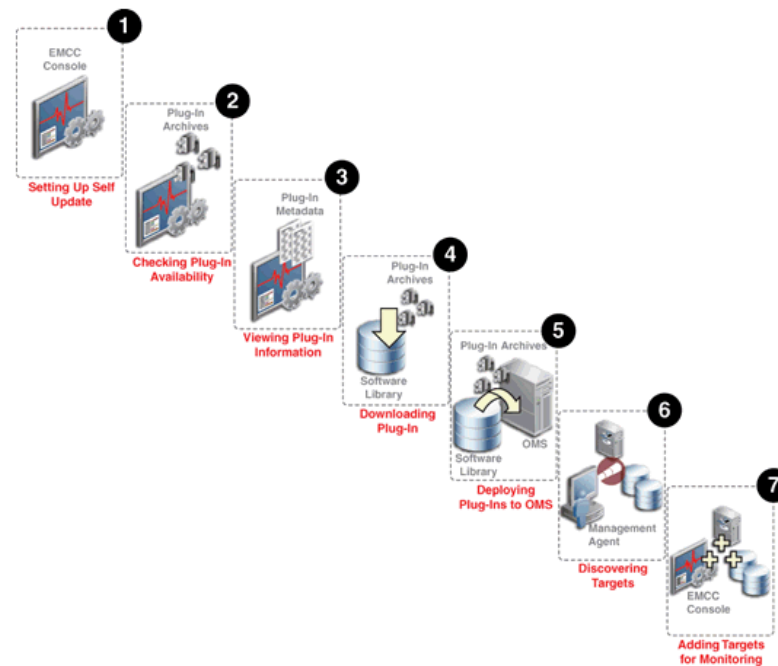 1
EMCC
Console
Setting Up Self
Update
2
Plug-In
Archives
Checking Plug-In
Availability
3
Plug-In
Metadata
Viewing Plug-In
Information
4
Plug-In
Archives
Software
Library
Downloading
Plug-In
5
Plug-In Archives
OMS
Software
Library
Deploying
Plug-Ins to OMS
6
Management
Agent
Discovering
Targets
7
EMCC
Console
Adding Targets
for Monitoring